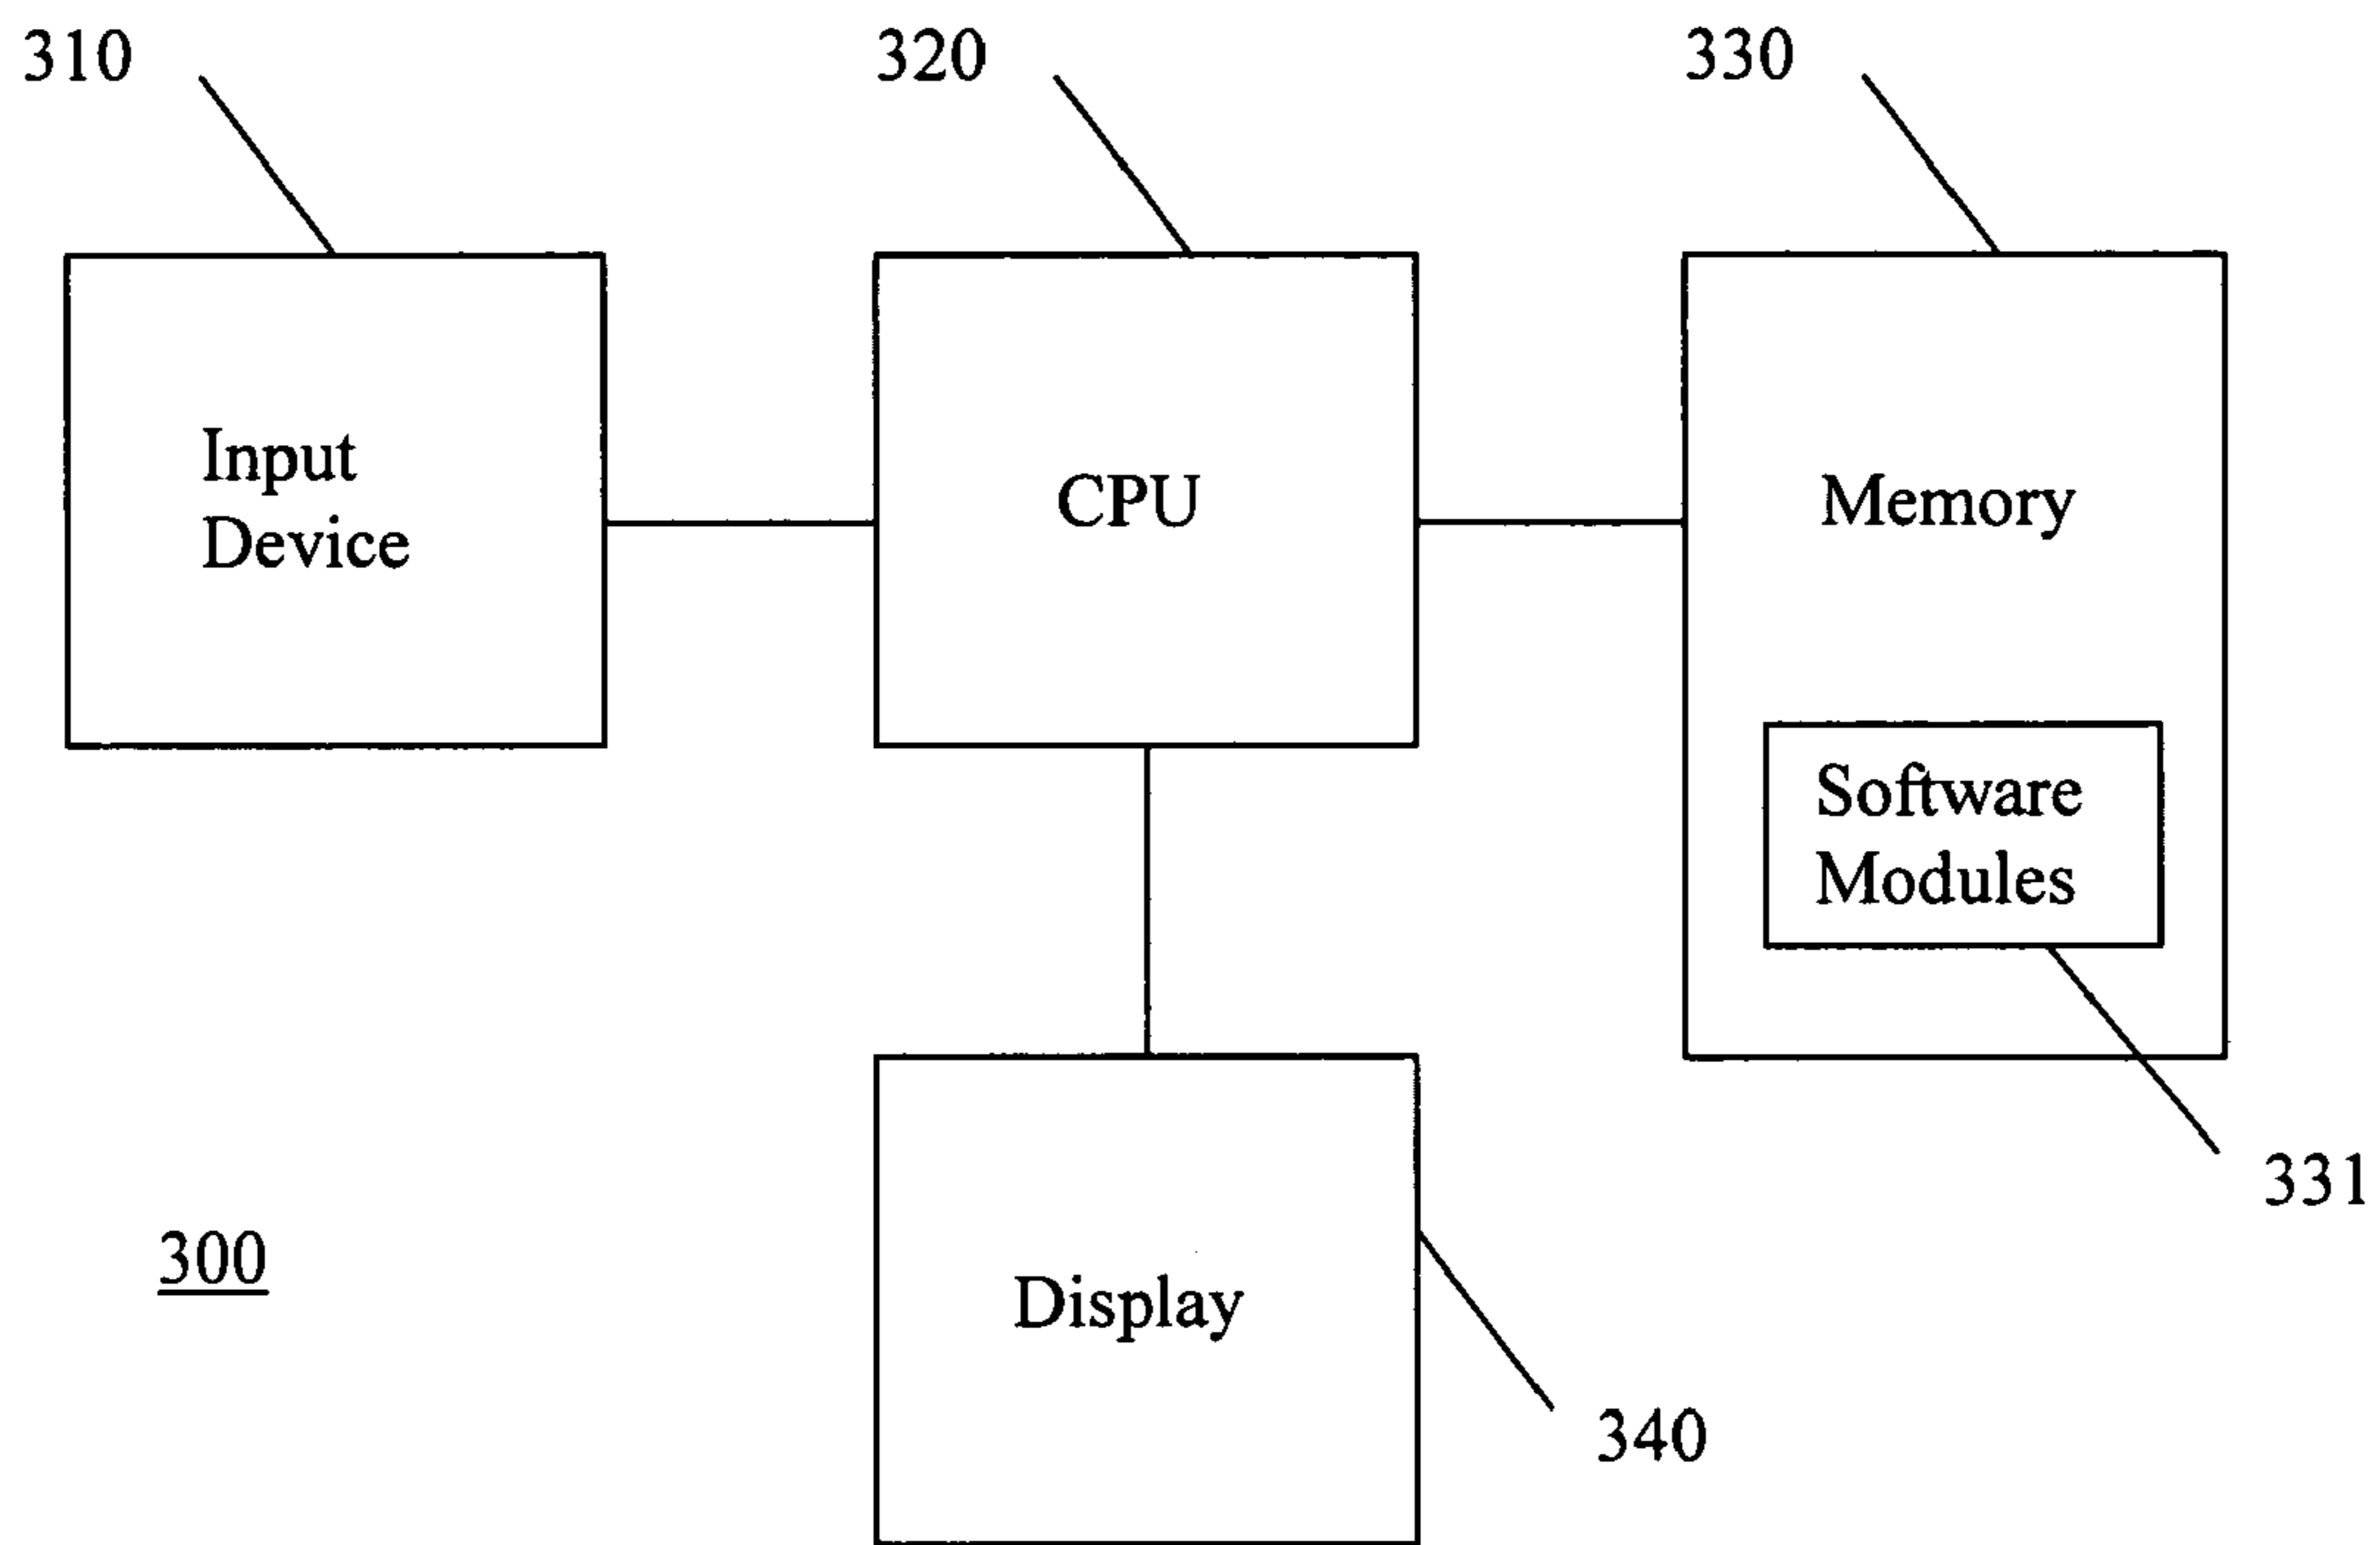 310
320
330
Input
Device
CPU
Memory
Software
Modules
331
300
Display
340